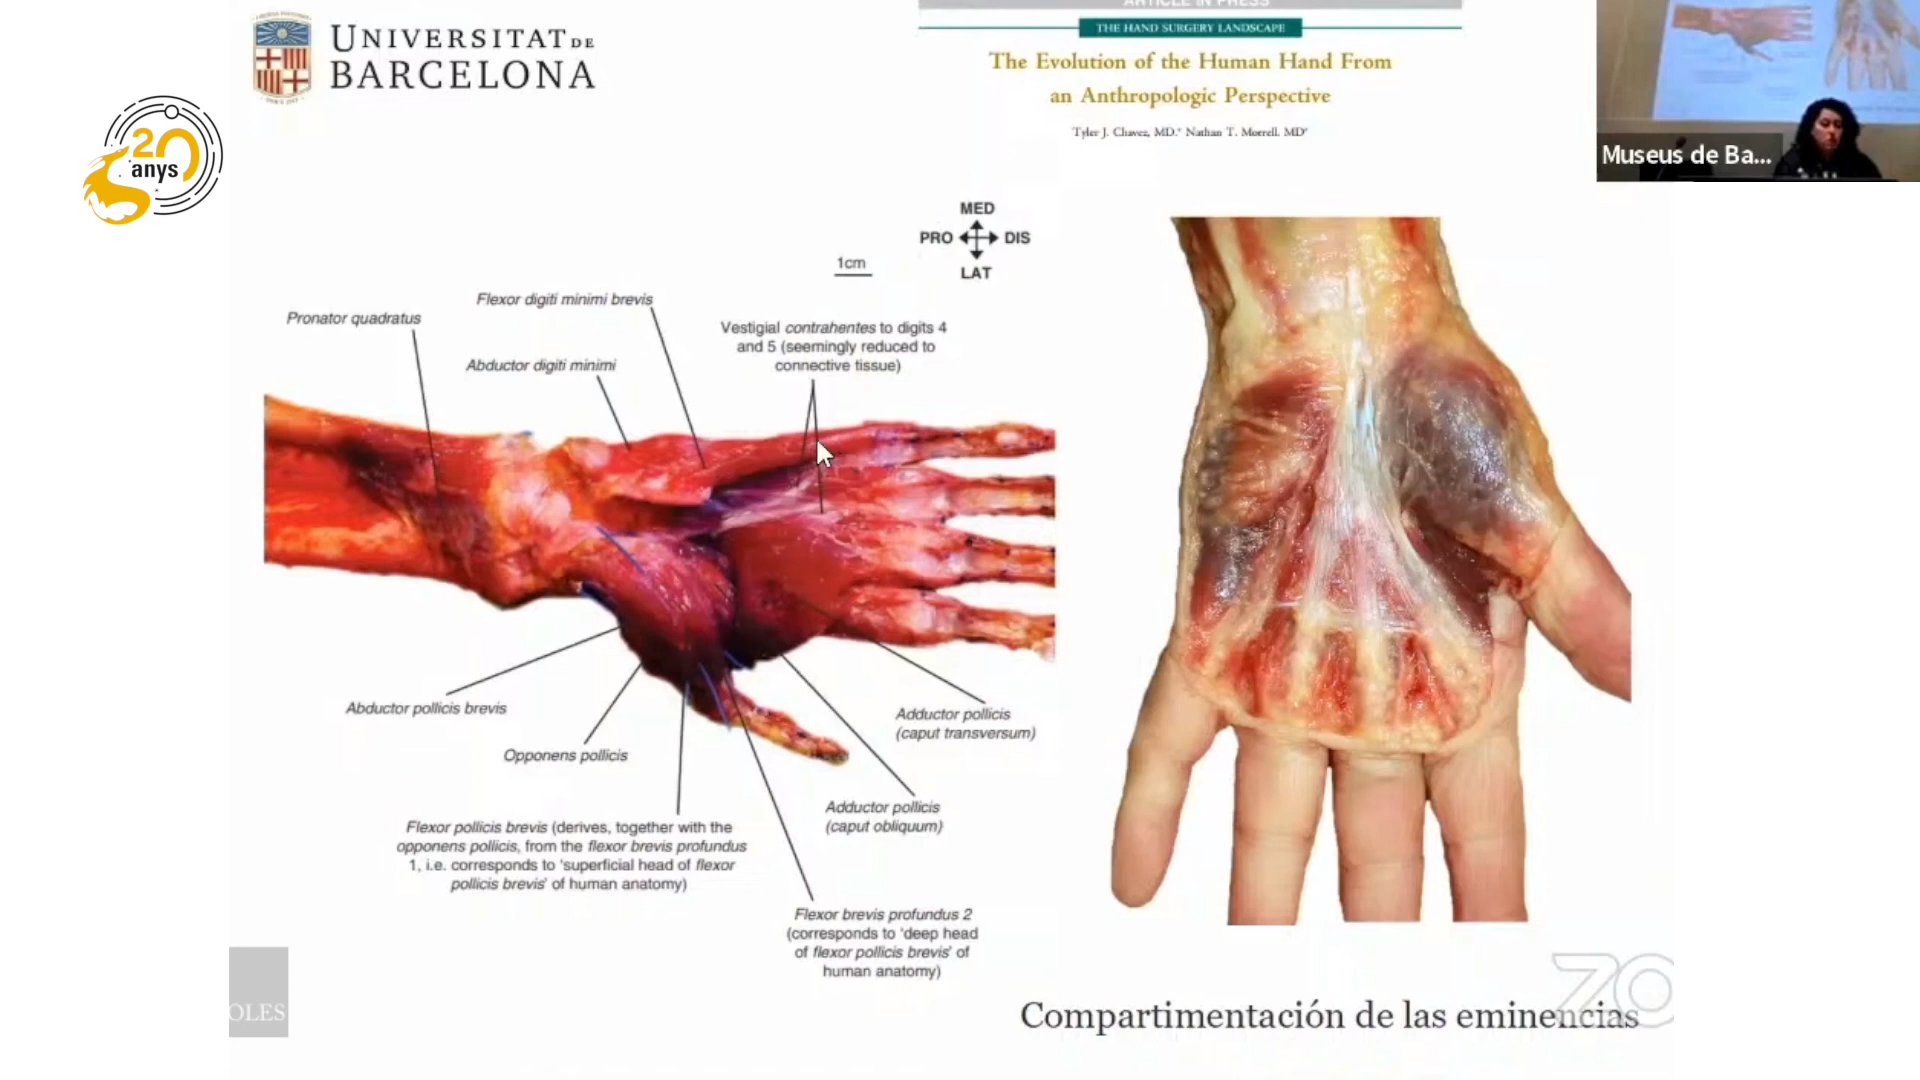 UNIVERSITAT DE
BARCELONA
20
anys
ARTICLE IN PRESS
THE HAND SURGERY LANDSCAPE
The Evolution of the Human Hand From
an Anthropologic Perspective
Tyler J. Chavez, MD,* Nathan T. Morrell, MD*
Museus de Ba...
MED
PRO DIS
LAT
1cm
Pronator quadratus
Flexor digiti minimi brevis
Abductor digiti minimi
Vestigial contrahentes to digits 4
and 5 (seemingly reduced to
connective tissue)
Abductor pollicis brevis
Opponens pollicis
Adductor pollicis
(caput transversum)
Adductor pollicis
(caput obliquum)
Flexor pollicis brevis (derives, together with the
opponens pollicis, from the flexor brevis profundus
1, i.e. corresponds to 'superficial head of flexor
pollicis brevis' of human anatomy)
Flexor brevis profundus 2
(corresponds to 'deep head
of flexor pollicis brevis' of
human anatomy)
OLES
Compartimentación de las eminencias
ZO